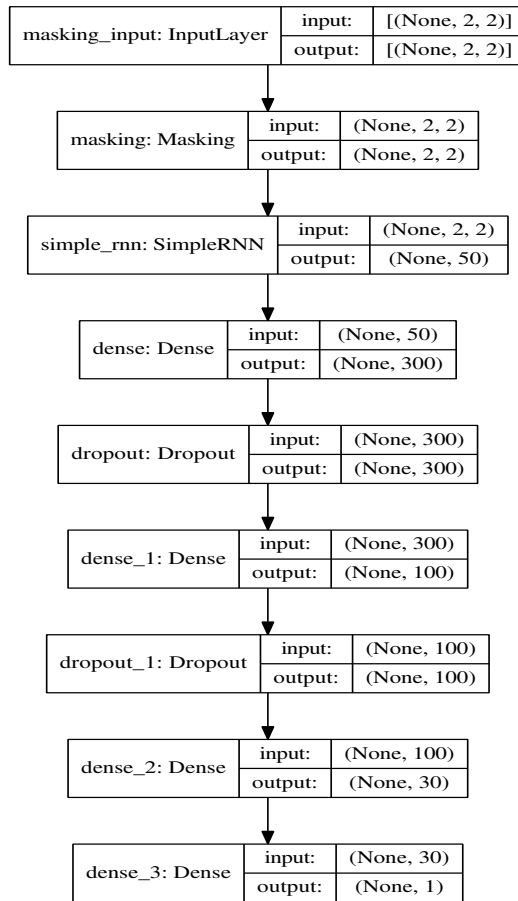 masking_input: InputLayer
input: [(None, 2, 2)]
output: [(None, 2, 2)]
masking: Masking
input: (None, 2, 2)
output: (None, 2, 2)
simple_rnn: SimpleRNN
input: (None, 2, 2)
output: (None, 50)
dense: Dense
input: (None, 50)
output: (None, 300)
dropout: Dropout
input: (None, 300)
output: (None, 300)
dense_1: Dense
input: (None, 300)
output: (None, 100)
dropout_1: Dropout
input: (None, 100)
output: (None, 100)
dense_2: Dense
input: (None, 100)
output: (None, 30)
dense_3: Dense
input: (None, 30)
output: (None, 1)